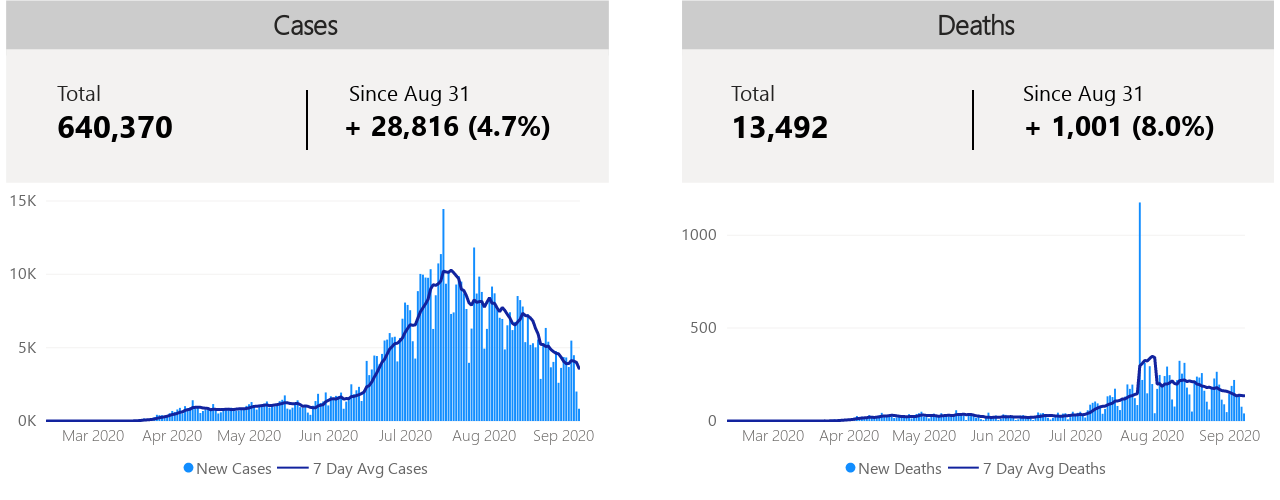 Cases
Total
640,370
Since Aug 31
+ 28,816 (4.7%)
15K
10K
5K
0K
Mar 2020 Apr 2020 May 2020 Jun 2020 Jul 2020 Aug 2020 Sep 2020
New Cases 7 Day Avg Cases
Deaths
Total
13,492
Since Aug 31
+ 1,001 (8.0%)
1000
500
0
Mar 2020 Apr 2020 May 2020 Jun 2020 Jul 2020 Aug 2020 Sep 2020
New Deaths 7 Day Avg Deaths